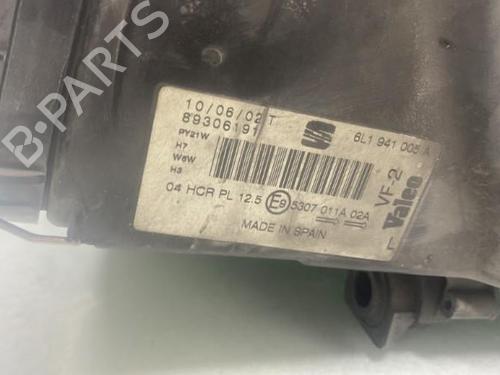 B-PARTS
10/06/02 T
89306191
6L1 941 005 A
PY21W
H7
W6W
H3
VF-2
Valeo
04 HCR PL 12.5 E9 5307 011A 02A
L
MADE IN SPAIN